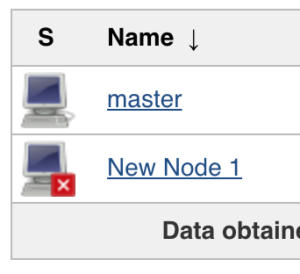 S Name ↓
master
New Node 1
Data obtaine